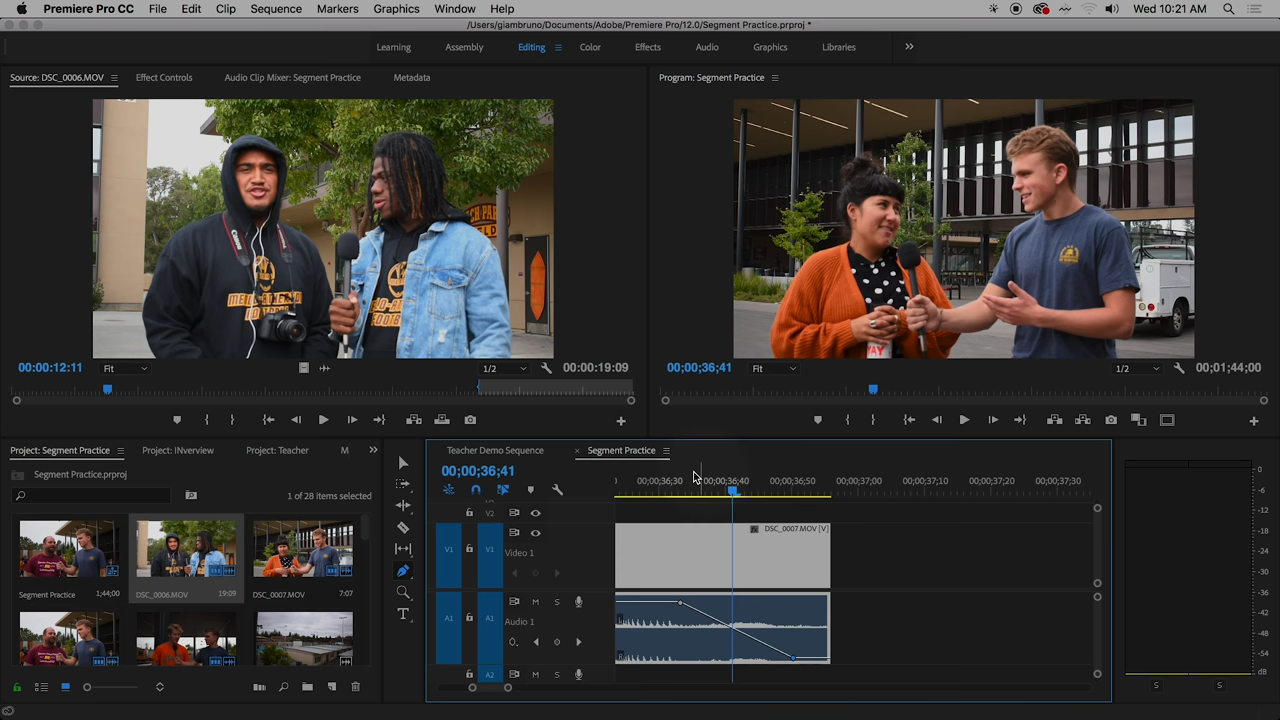 Premiere Pro CC File Edit Clip Sequence Markers Graphics Window Help Wed 10:21 AM
/Users/giambruno/Documents/Adobe/Premiere Pro/12.0/Segment Practice.prproj *
Learning Assembly Editing Color Effects Audio Graphics Libraries
Source: DSC_0006.MOV Effect Controls Audio Clip Mixer: Segment Practice Metadata
Program: Segment Practice
Canon
00:00:12:11 Fit 1/2 00:00:19:09
00;00;36;41 Fit 1/2 00;01;44;00
Project: Segment Practice Project: INverview Project: Teacher M
Segment Practice.prproj
1 of 28 items selected
Segment Practice 1;44;00
DSC_0006.MOV 19:09
DSC_0007.MOV 7:07
Teacher Demo Sequence × Segment Practice
00;00;36;41
00;00;36;30 00;00;36;40 00;00;36;50 00;00;37;00 00;00;37;10 00;00;37;20 00;00;37;30
V2
V1 V1 Video 1
DSC_0007.MOV [V]
A1 A1 M S
Audio 1
L
R
A2 M S
0
-6
-12
-18
-24
-30
-36
-42
-48
-54
dB
S S